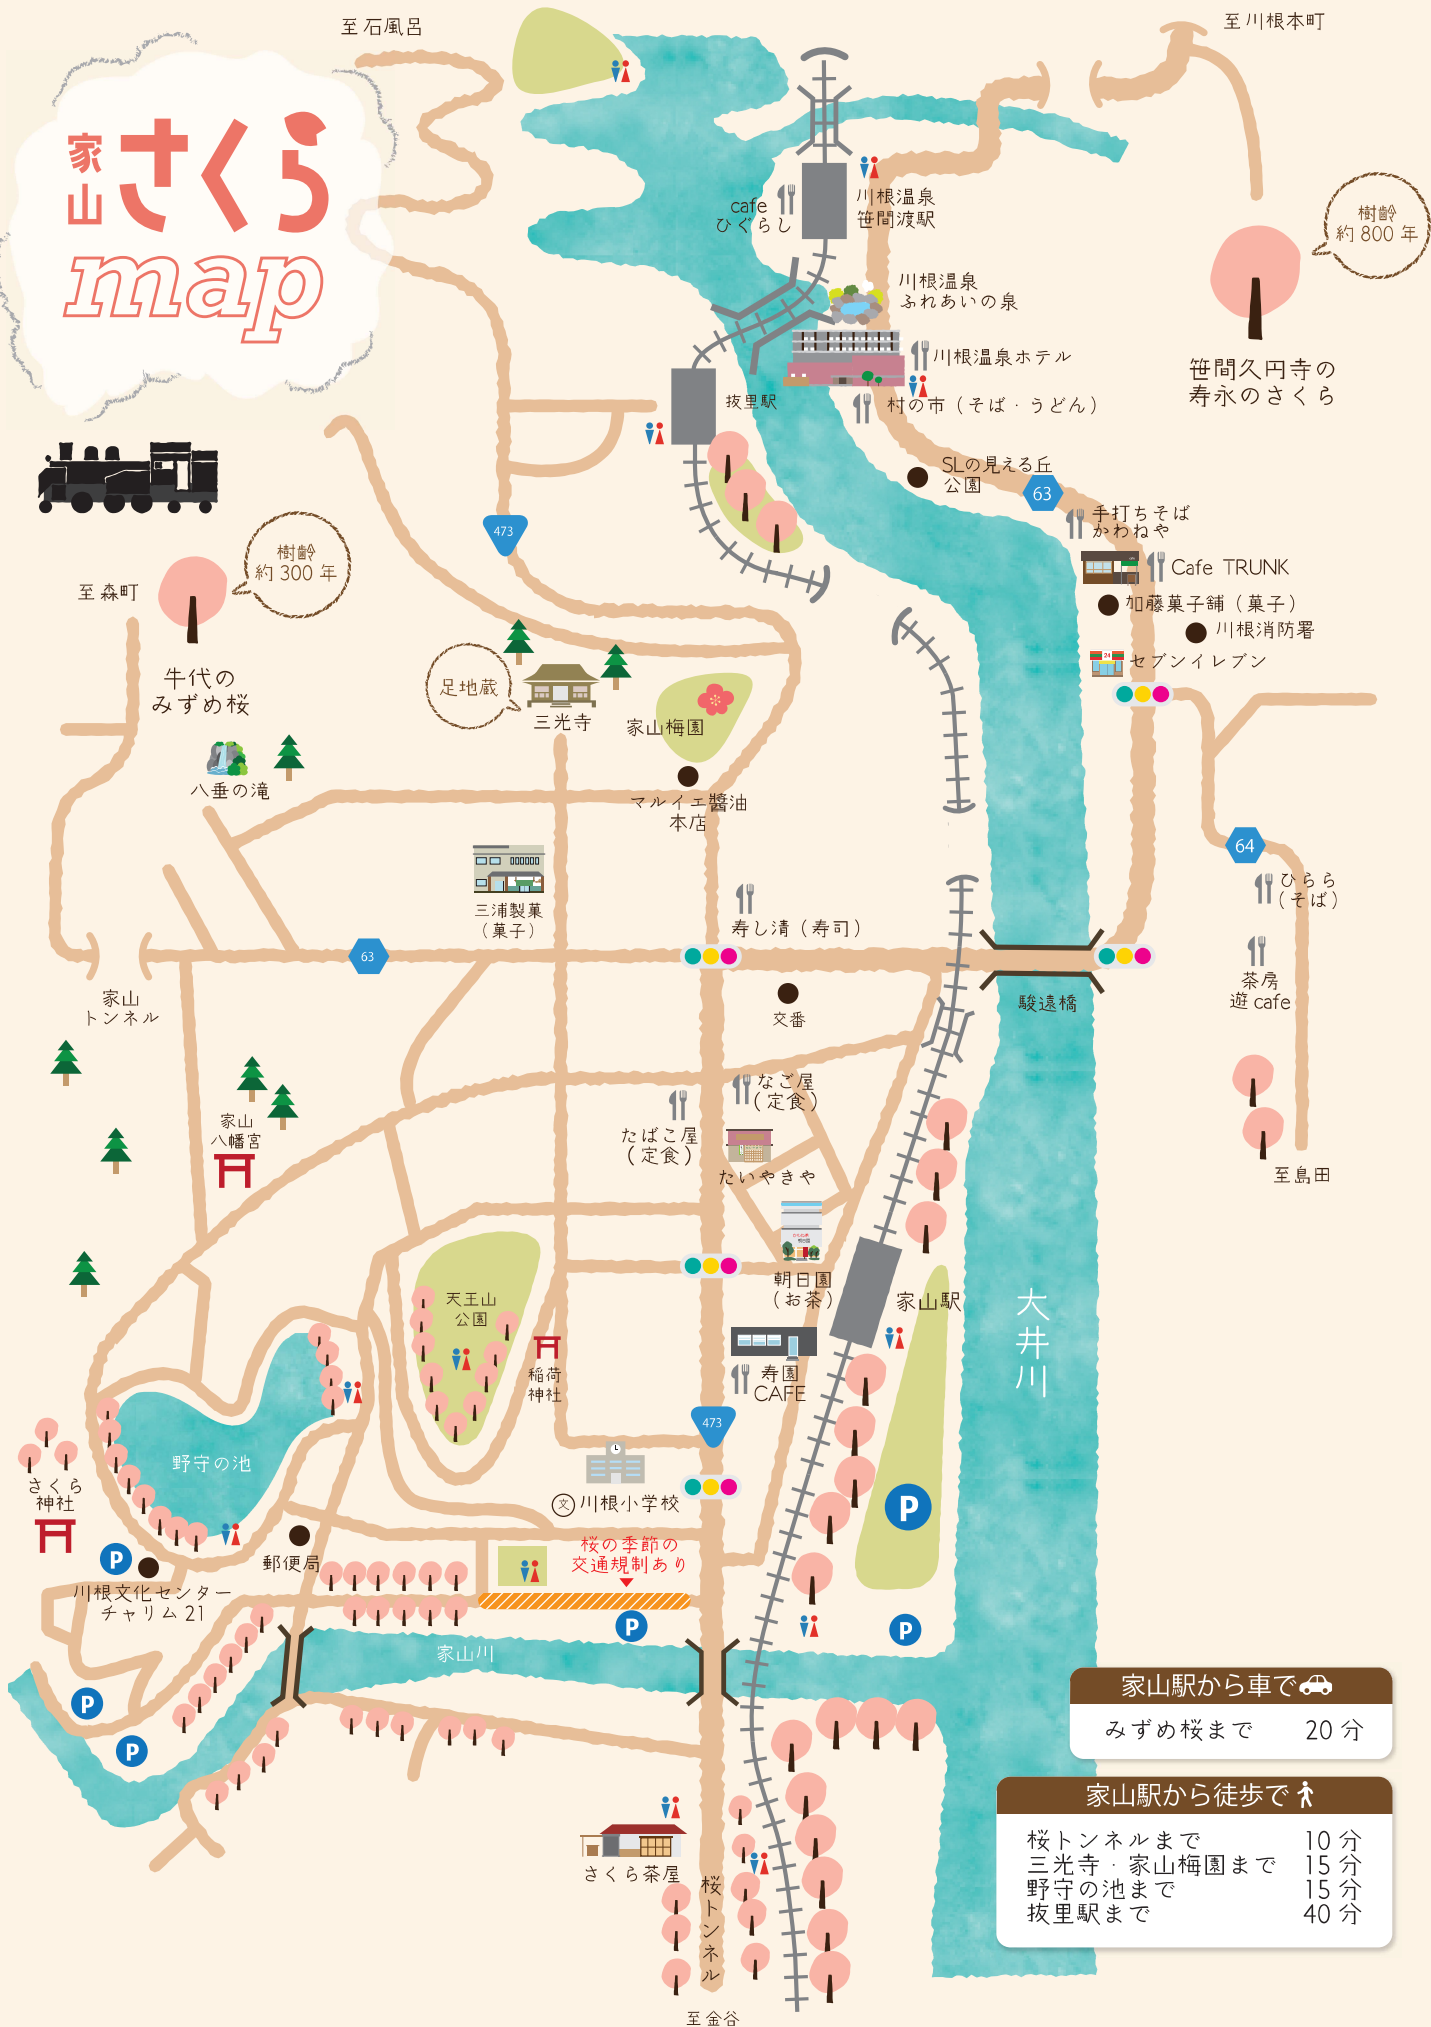 至石風呂
至川根本町
家山
さくら
map
cafe
ひぐらし
川根温泉
笹間渡駅
樹齢
約800年
川根温泉
ふれあいの泉
川根温泉ホテル
笹間久円寺の
寿永のさくら
抜里駅
村の市（そば・うどん）
SLの見える丘
公園
63
手打ちそば
かわねや
473
樹齢
約300年
Cafe TRUNK
至森町
加藤菓子舗（菓子）
川根消防署
セブンイレブン
24
牛代の
みずめ桜
足地蔵
三光寺
家山梅園
八垂の滝
マルイエ醤油
本店
64
ひらら
（そば）
三浦製菓
（菓子）
寿し清（寿司）
63
茶房
遊cafe
家山
トンネル
交番
駿遠橋
なご屋
（定食）
家山
八幡宮
たばこ屋
（定食）
たいやきや
至島田
朝日園
（お茶）
家山駅
天王山
公園
大井川
稲荷
神社
寿園
CAFE
473
野守の池
さくら
神社
文
川根小学校
P
桜の季節の
交通規制あり
郵便局
P
川根文化センター
チャリム21
P
P
家山川
P
P
家山駅から車で
みずめ桜まで 20分
家山駅から徒歩で
桜トンネルまで 10分
三光寺・家山梅園まで 15分
野守の池まで 15分
抜里駅まで 40分
さくら茶屋
桜トンネル
至金谷